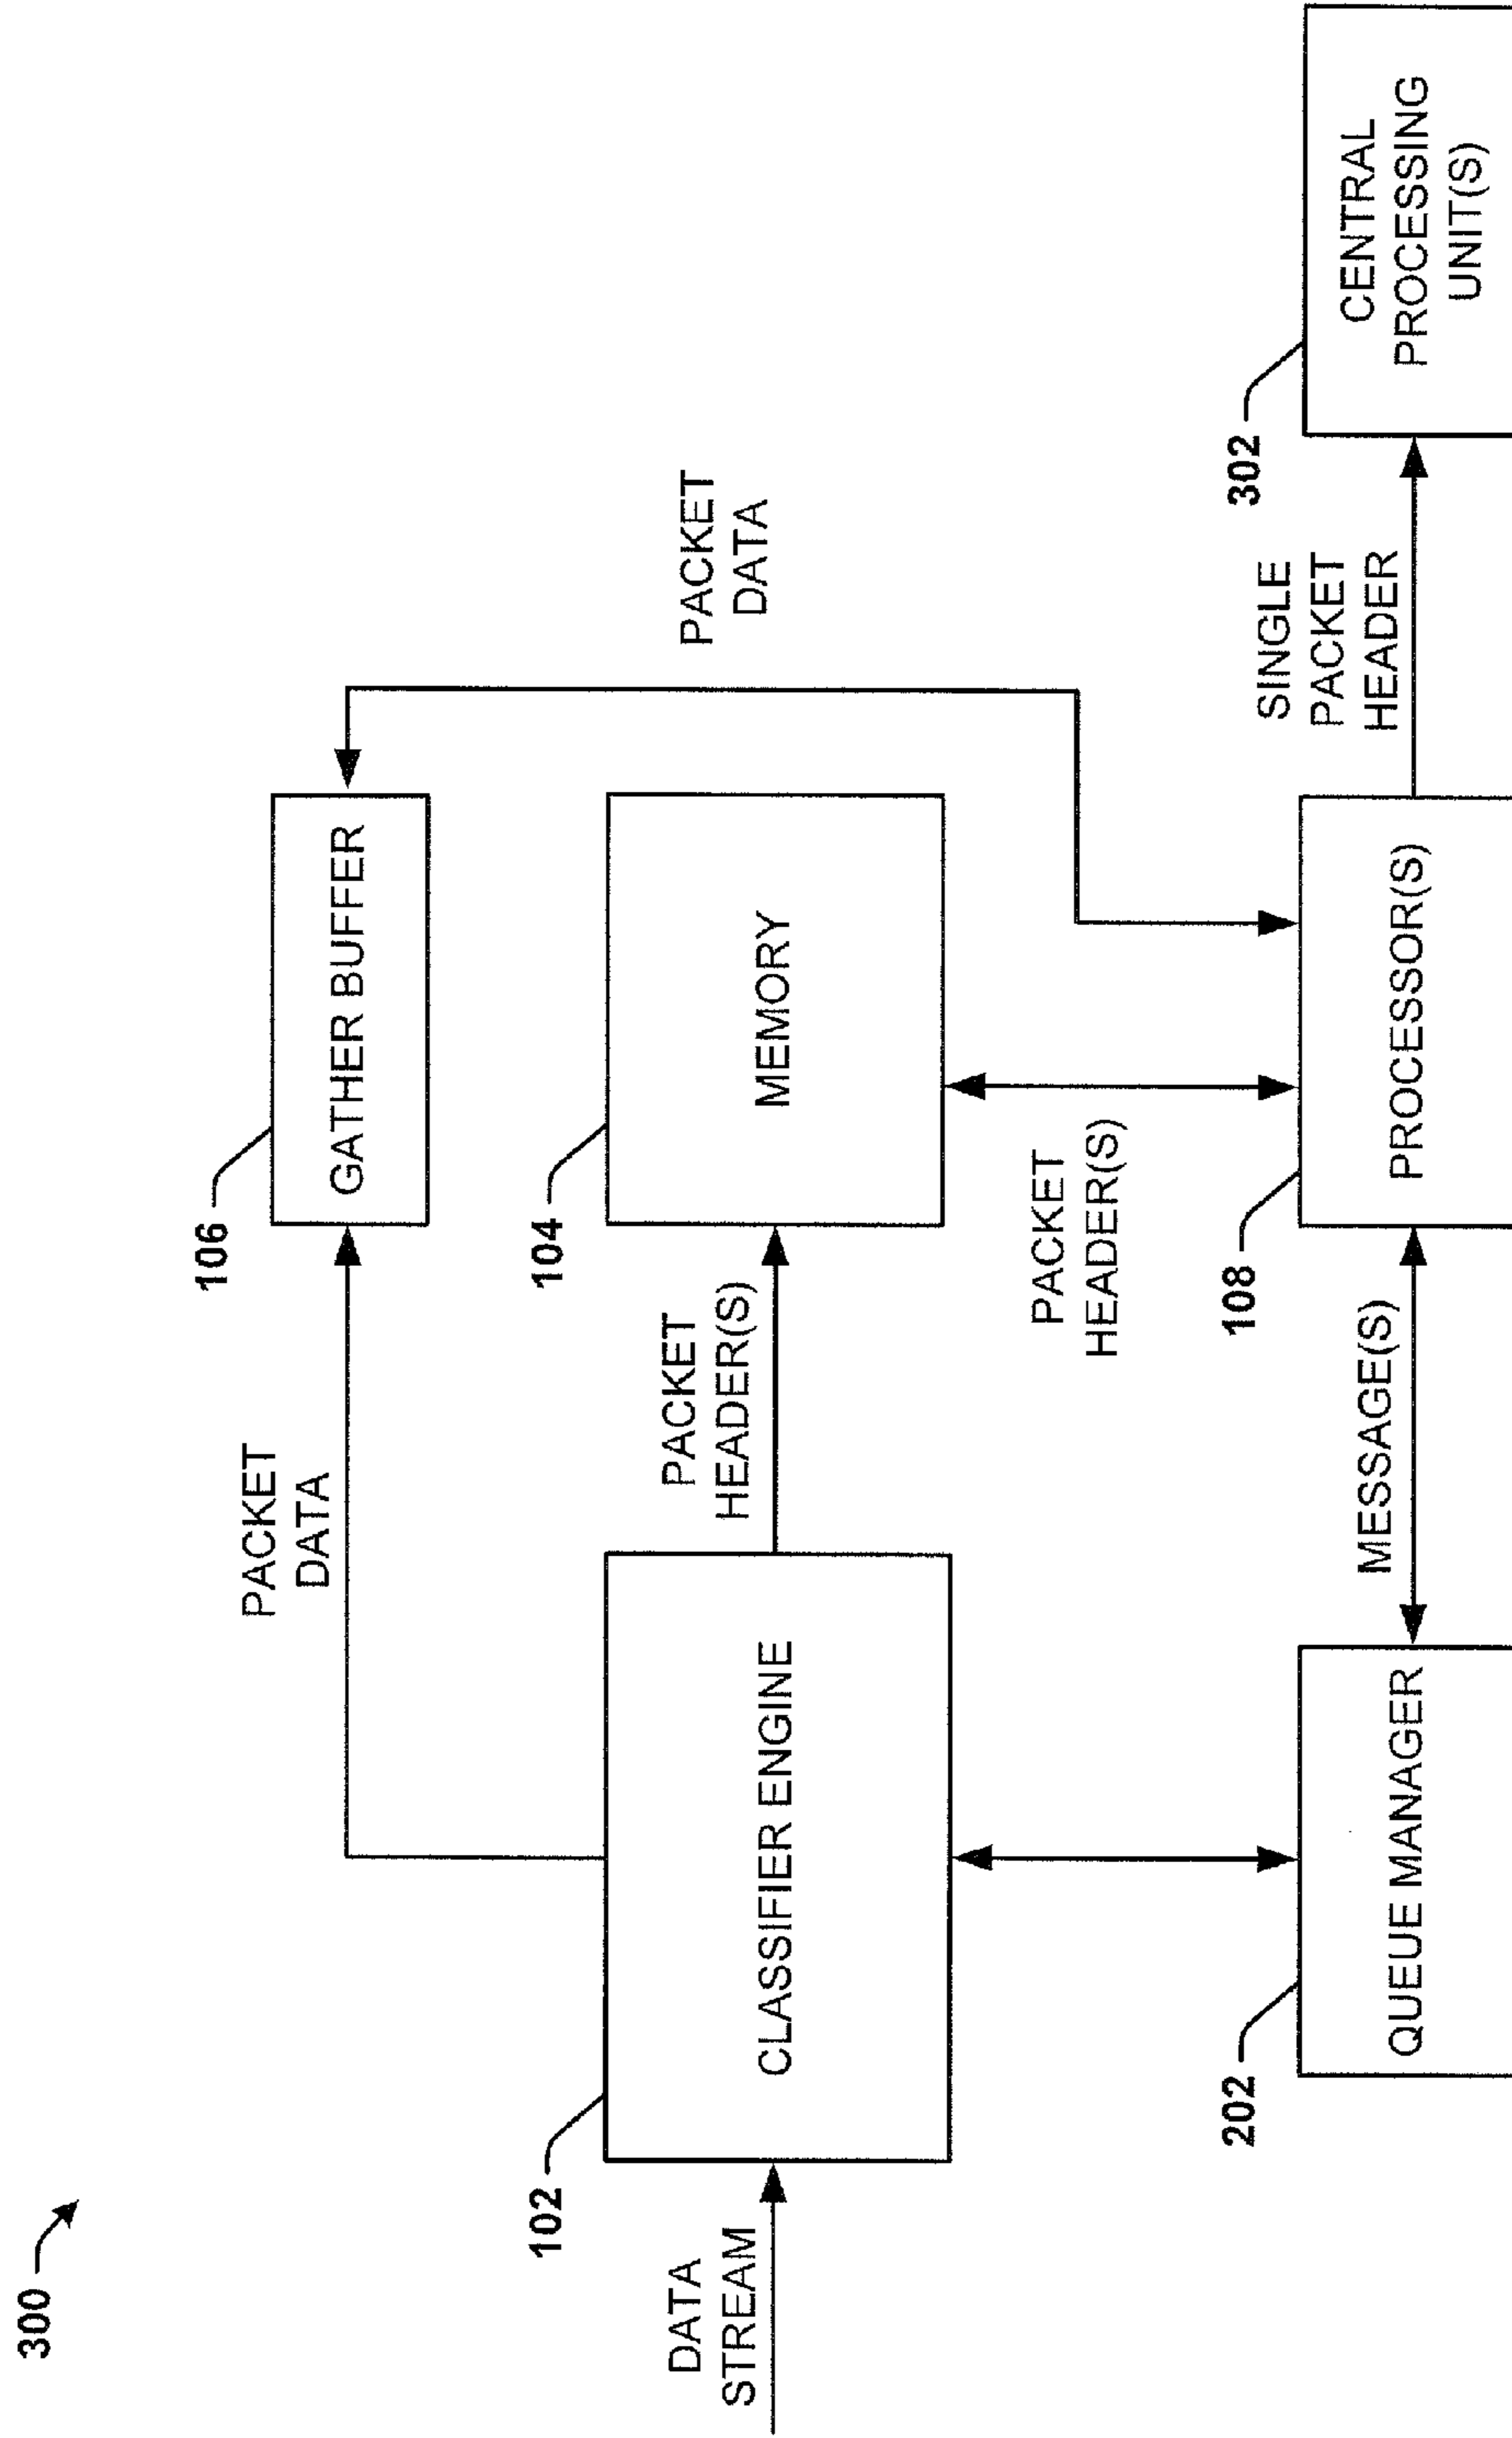 300
106
PACKET
DATA
GATHER BUFFER
PACKET
DATA
102
104
DATA
STREAM
CLASSIFIER ENGINE
PACKET
HEADER(S)
MEMORY
PACKET
HEADER(S)
202
108
302
QUEUE MANAGER
MESSAGE(S)
PROCESSOR(S)
SINGLE
PACKET
HEADER
CENTRAL
PROCESSING
UNIT(S)